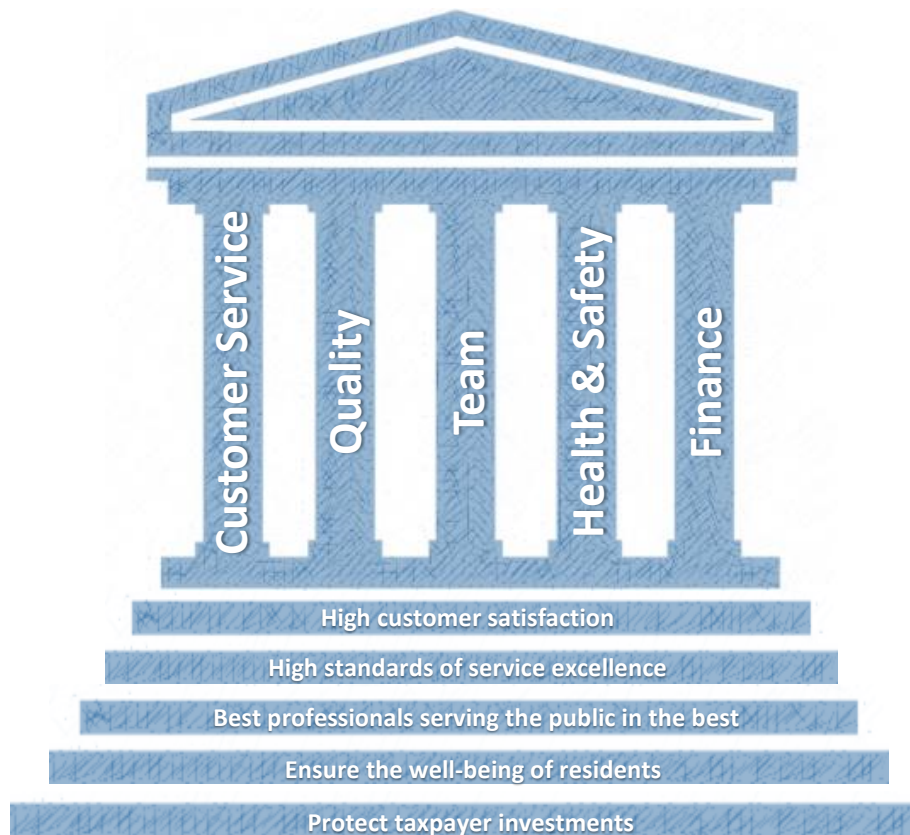 Customer Service
Quality
Team
Health & Safety
Finance
High customer satisfaction
High standards of service excellence
Best professionals serving the public in the best
Ensure the well-being of residents
Protect taxpayer investments